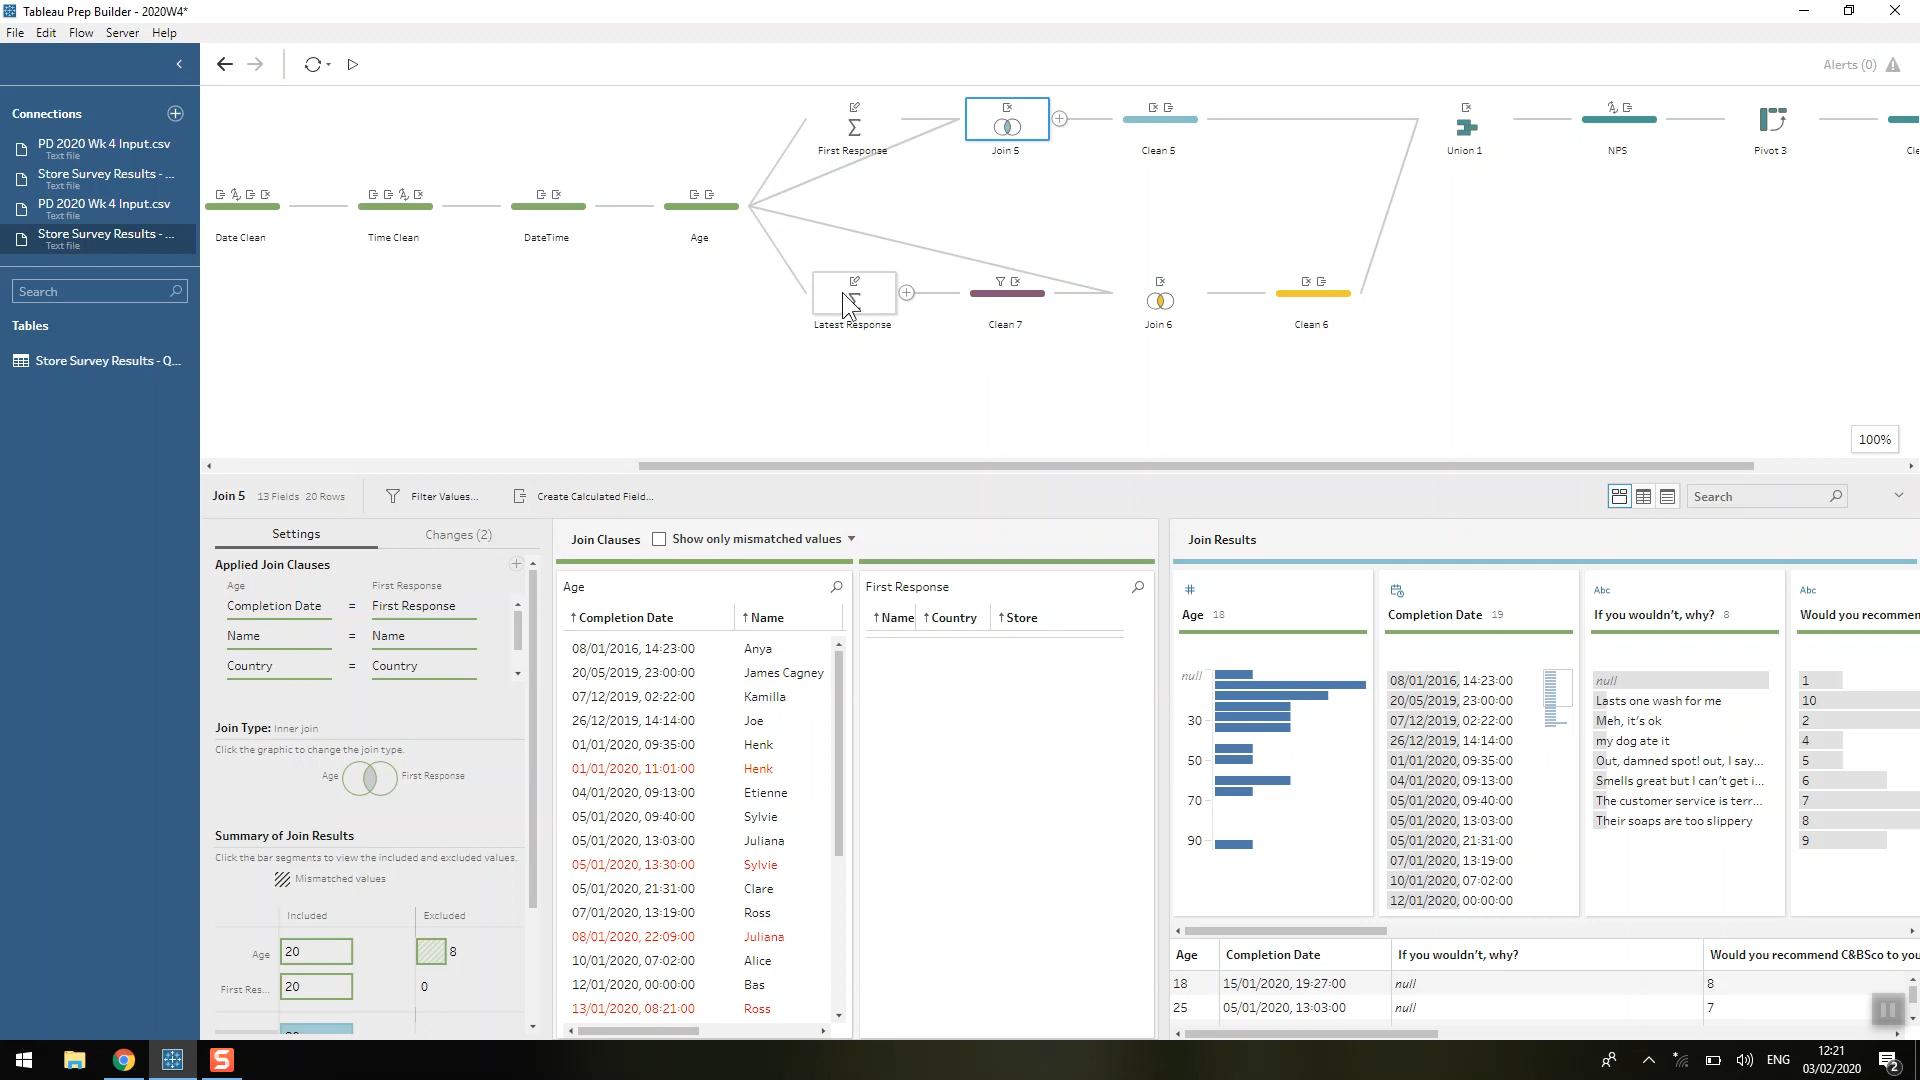 Tableau Prep Builder - 2020W4*
File Edit Flow Server Help
Alerts (0)
Connections
PD 2020 Wk 4 Input.csv
Text file
Store Survey Results - ...
Text file
PD 2020 Wk 4 Input.csv
Text file
Store Survey Results - ...
Text file
Search
Tables
Store Survey Results - Q...
First Response
Join 5
Clean 5
Union 1
NPS
Pivot 3
Cle
Date Clean
Time Clean
DateTime
Age
Latest Response
Clean 7
Join 6
Clean 6
100%
Join 5 13 Fields 20 Rows Filter Values... Create Calculated Field... Search
Settings Changes (2)
Applied Join Clauses
Age First Response
Completion Date = First Response
Name = Name
Country = Country
Join Type: Inner join
Click the graphic to change the join type.
Age First Response
Summary of Join Results
Click the bar segments to view the included and excluded values.
Mismatched values
Included Excluded
Age 20 8
First Res... 20 0
Join Clauses Show only mismatched values
Age
Completion Date Name
08/01/2016, 14:23:00 Anya
20/05/2019, 23:00:00 James Cagney
07/12/2019, 02:22:00 Kamilla
26/12/2019, 14:14:00 Joe
01/01/2020, 09:35:00 Henk
01/01/2020, 11:01:00 Henk
04/01/2020, 09:13:00 Etienne
05/01/2020, 09:40:00 Sylvie
05/01/2020, 13:03:00 Juliana
05/01/2020, 13:30:00 Sylvie
05/01/2020, 21:31:00 Clare
07/01/2020, 13:19:00 Ross
08/01/2020, 22:09:00 Juliana
10/01/2020, 07:02:00 Alice
12/01/2020, 00:00:00 Bas
13/01/2020, 08:21:00 Ross
First Response
Name Country Store
Join Results
#
Age 18
null
30
50
70
90
Completion Date 19
08/01/2016, 14:23:00
20/05/2019, 23:00:00
07/12/2019, 02:22:00
26/12/2019, 14:14:00
01/01/2020, 09:35:00
04/01/2020, 09:13:00
05/01/2020, 09:40:00
05/01/2020, 13:03:00
05/01/2020, 21:31:00
07/01/2020, 13:19:00
10/01/2020, 07:02:00
12/01/2020, 00:00:00
Abc
If you wouldn't, why? 8
null
Lasts one wash for me
Meh, it's ok
my dog ate it
Out, damned spot! out, I say...
Smells great but I can't get i...
The customer service is terr...
Their soaps are too slippery
Abc
Would you recommen
1
10
2
4
5
6
7
8
9
Age Completion Date If you wouldn't, why? Would you recommend C&BSco to you
18 15/01/2020, 19:27:00 null 8
25 05/01/2020, 13:03:00 null 7
S
ENG
12:21
03/02/2020
2